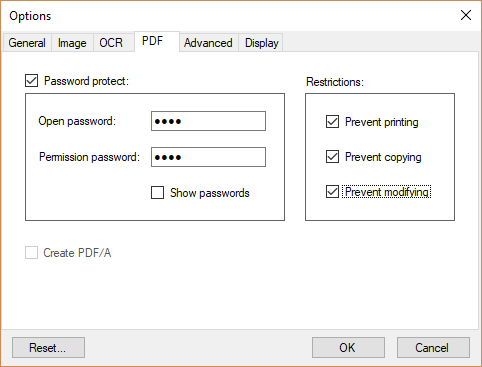 Options
General Image OCR PDF Advanced Display
Password protect:
Open password: ●●●●
Permission password: ●●●●
Show passwords
Restrictions:
Prevent printing
Prevent copying
Prevent modifying
Create PDF/A
Reset... OK Cancel